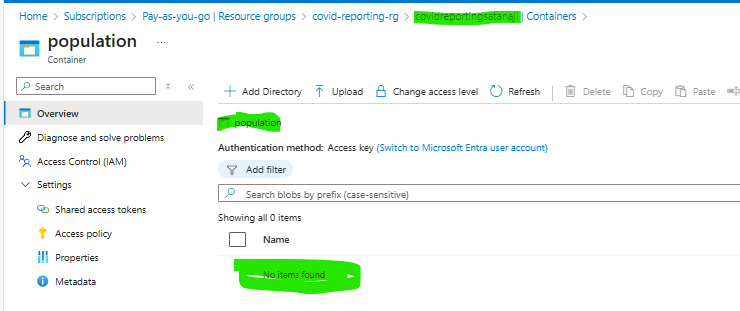 Home > Subscriptions > Pay-as-you-go | Resource groups > covid-reporting-rg > covidreportingsatanaji | Containers >
population ...
Container
Search
Add Directory Upload Change access level Refresh Delete Copy Paste
Overview
Diagnose and solve problems
Access Control (IAM)
Settings
Shared access tokens
Access policy
Properties
Metadata
population
Authentication method: Access key (Switch to Microsoft Entra user account)
Add filter
Search blobs by prefix (case-sensitive)
Showing all 0 items
Name
No items found